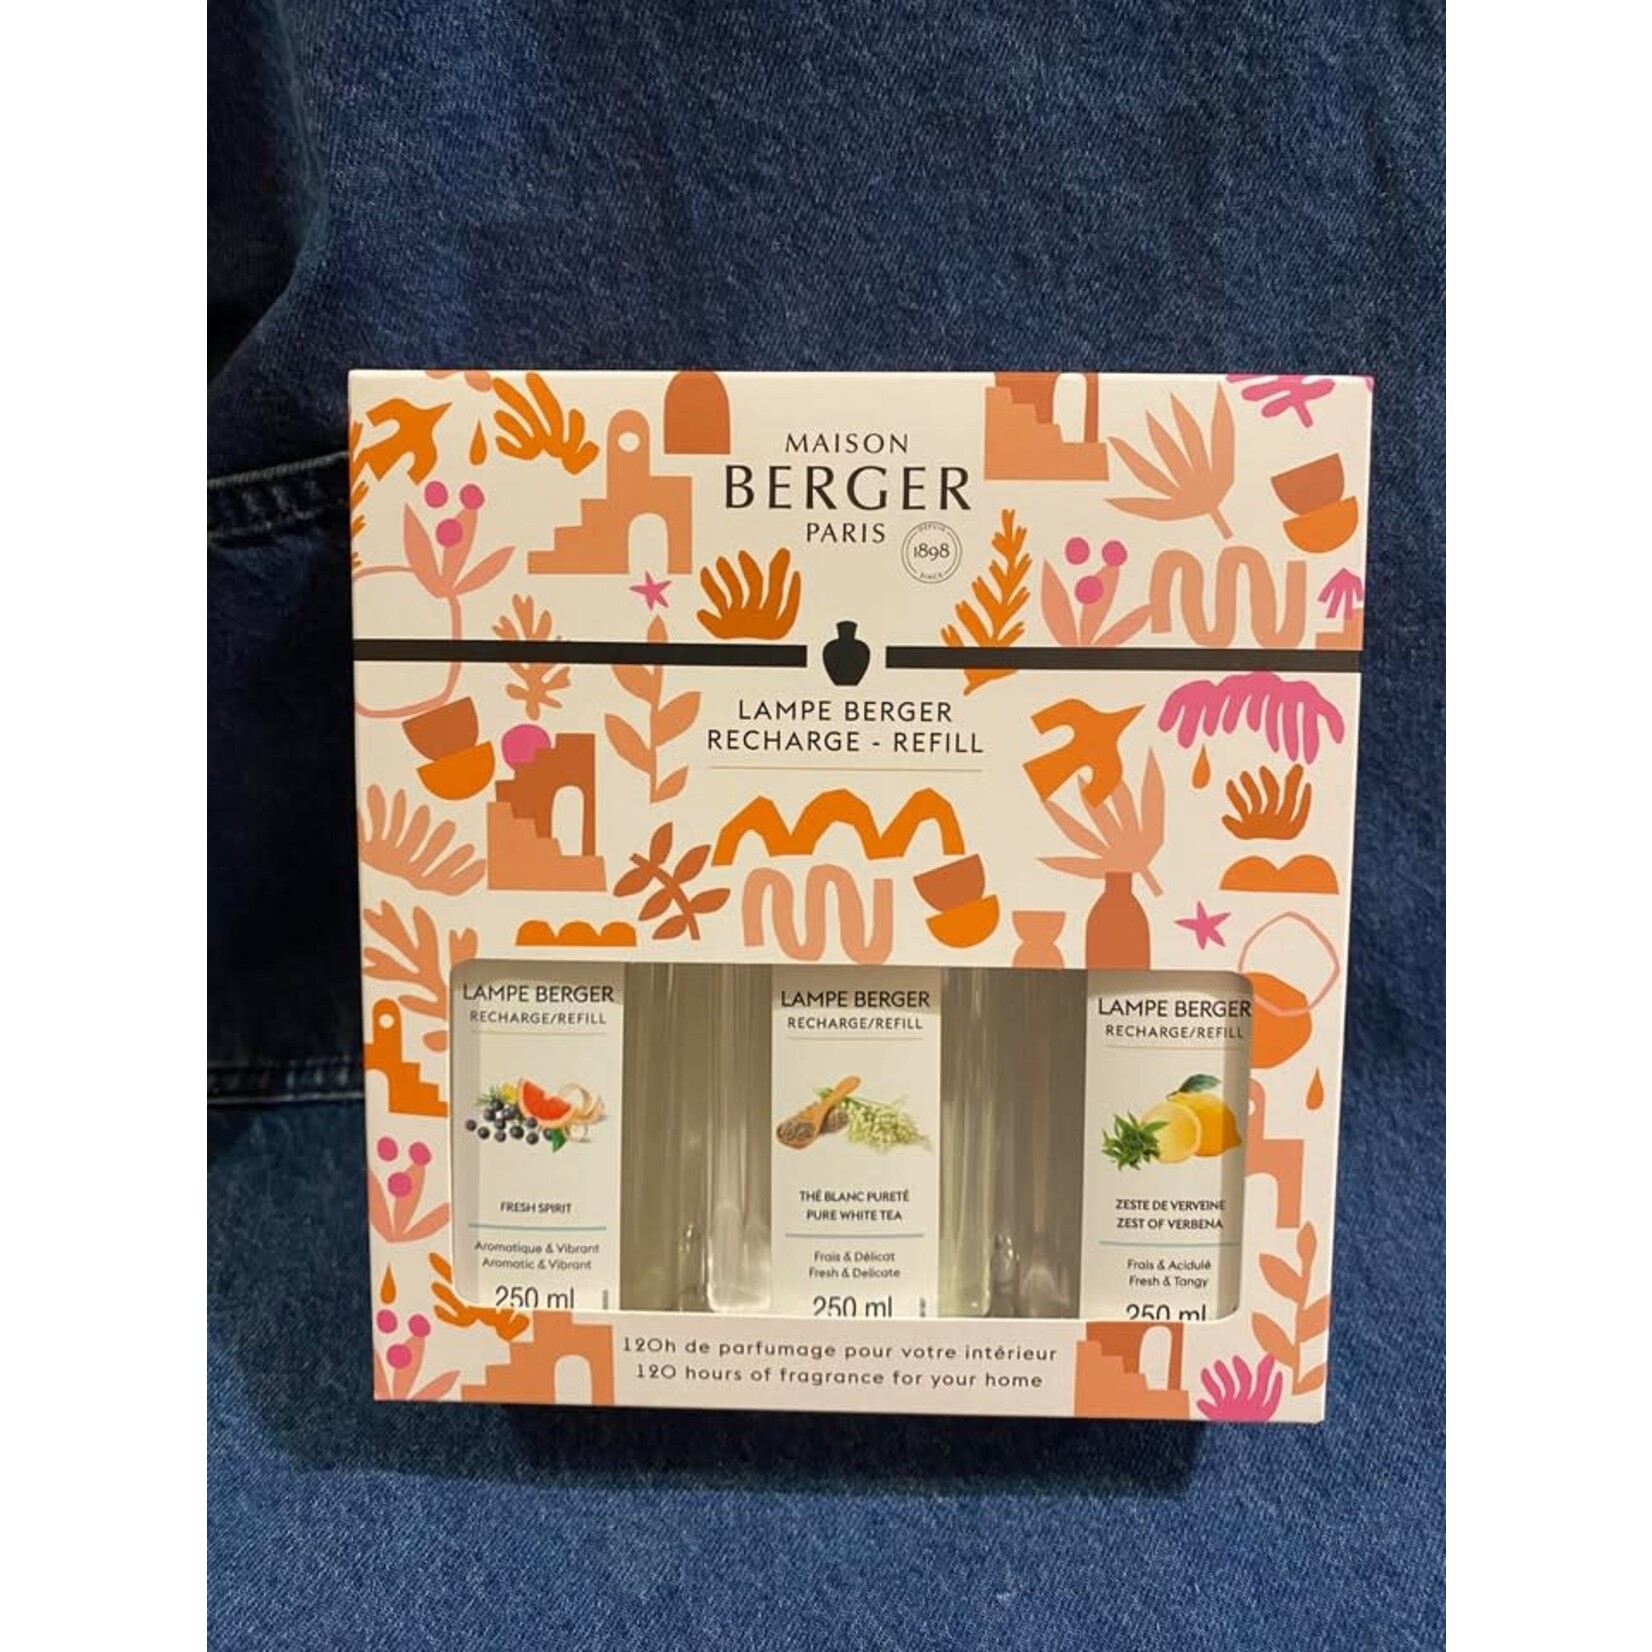 MAISON
BERGER
PARIS
DEPUIS
1898
SINCE
LAMPE BERGER
RECHARGE - REFILL
LAMPE BERGER
RECHARGE/REFILL
FRESH SPIRIT
Aromatique & Vibrant
Aromatic & Vibrant
250 ml
LAMPE BERGER
RECHARGE/REFILL
THÉ BLANC PURETÉ
PURE WHITE TEA
Frais & Délicat
Fresh & Delicate
250 ml
LAMPE BERGER
RECHARGE/REFILL
ZESTE DE VERVEINE
ZEST OF VERBENA
Frais & Acidulé
Fresh & Tangy
250 ml
120h de parfumage pour votre intérieur
120 hours of fragrance for your home